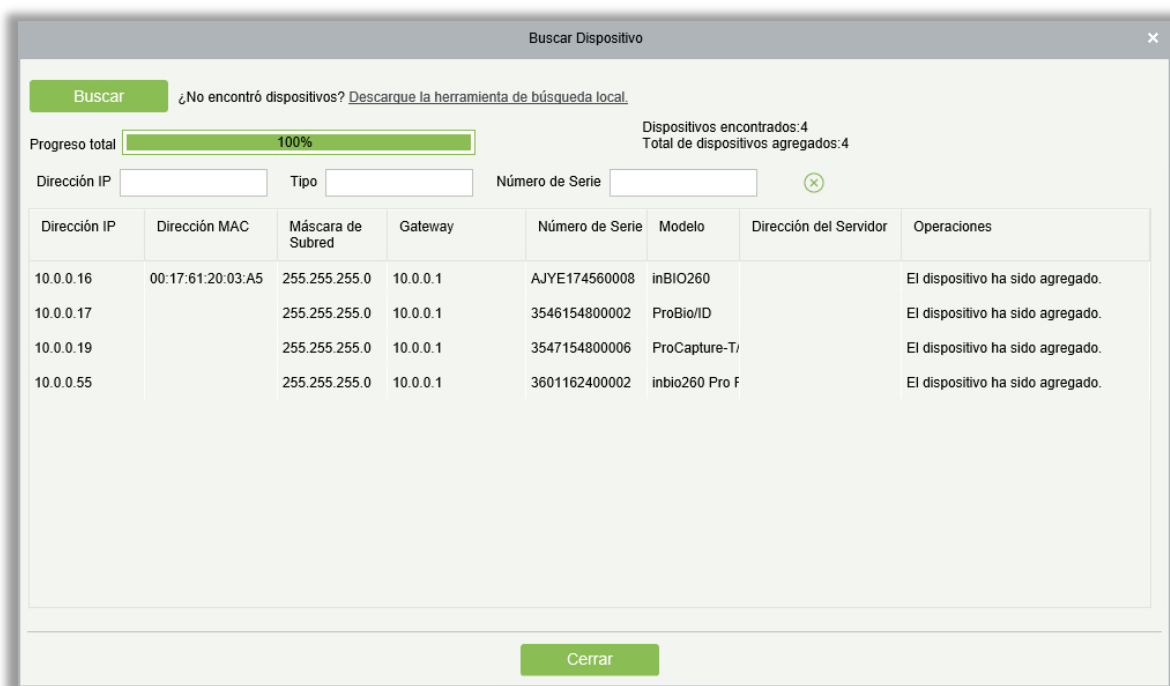 Buscar Dispositivo
Buscar ¿No encontró dispositivos? Descargue la herramienta de búsqueda local.
Progreso total 100% Dispositivos encontrados:4
Total de dispositivos agregados:4
Dirección IP Tipo Número de Serie
Dirección IP Dirección MAC Máscara de Subred Gateway Número de Serie Modelo Dirección del Servidor Operaciones
10.0.0.16 00:17:61:20:03:A5 255.255.255.0 10.0.0.1 AJYE174560008 inBIO260 El dispositivo ha sido agregado.
10.0.0.17 255.255.255.0 10.0.0.1 3546154800002 ProBio/ID El dispositivo ha sido agregado.
10.0.0.19 255.255.255.0 10.0.0.1 3547154800006 ProCapture-T/ El dispositivo ha sido agregado.
10.0.0.55 255.255.255.0 10.0.0.1 3601162400002 inbio260 Pro El dispositivo ha sido agregado.
Cerrar